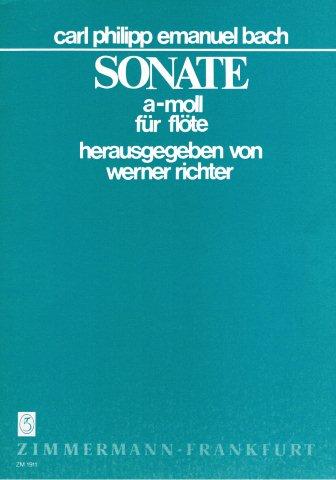 carl philipp emanuel bach
SONATE
a-moll
für flöte
herausgegeben von
werner richter
ZIMMERMANN-FRANKFURT
ZM 1911